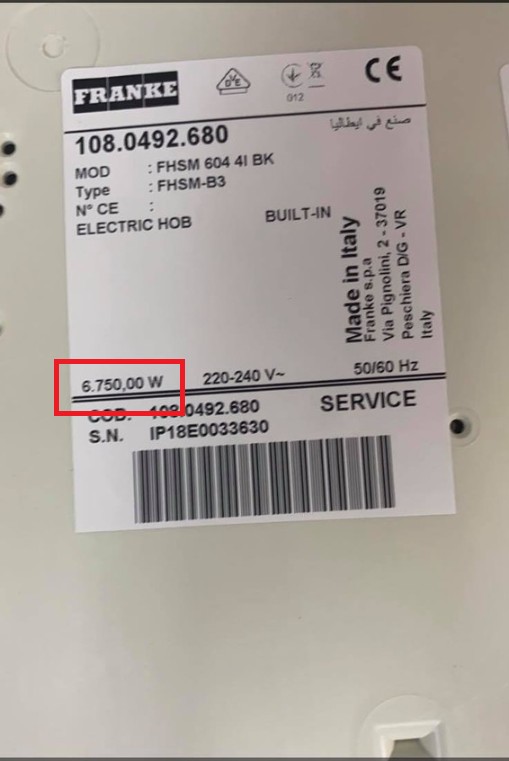 FRANKE
DVE
012
CE
108.0492.680
صنع في ايطاليا
MOD : FHSM 604 4I BK
Type : FHSM-B3
N° CE :
ELECTRIC HOB
BUILT-IN
Made in Italy
Franke s.p.a
Via Pignolini, 2 - 37019
Peschiera D/G - VR
Italy
6.750,00 W 220-240 V~ 50/60 Hz
COD. 108.0492.680 SERVICE
S.N. IP18E0033630